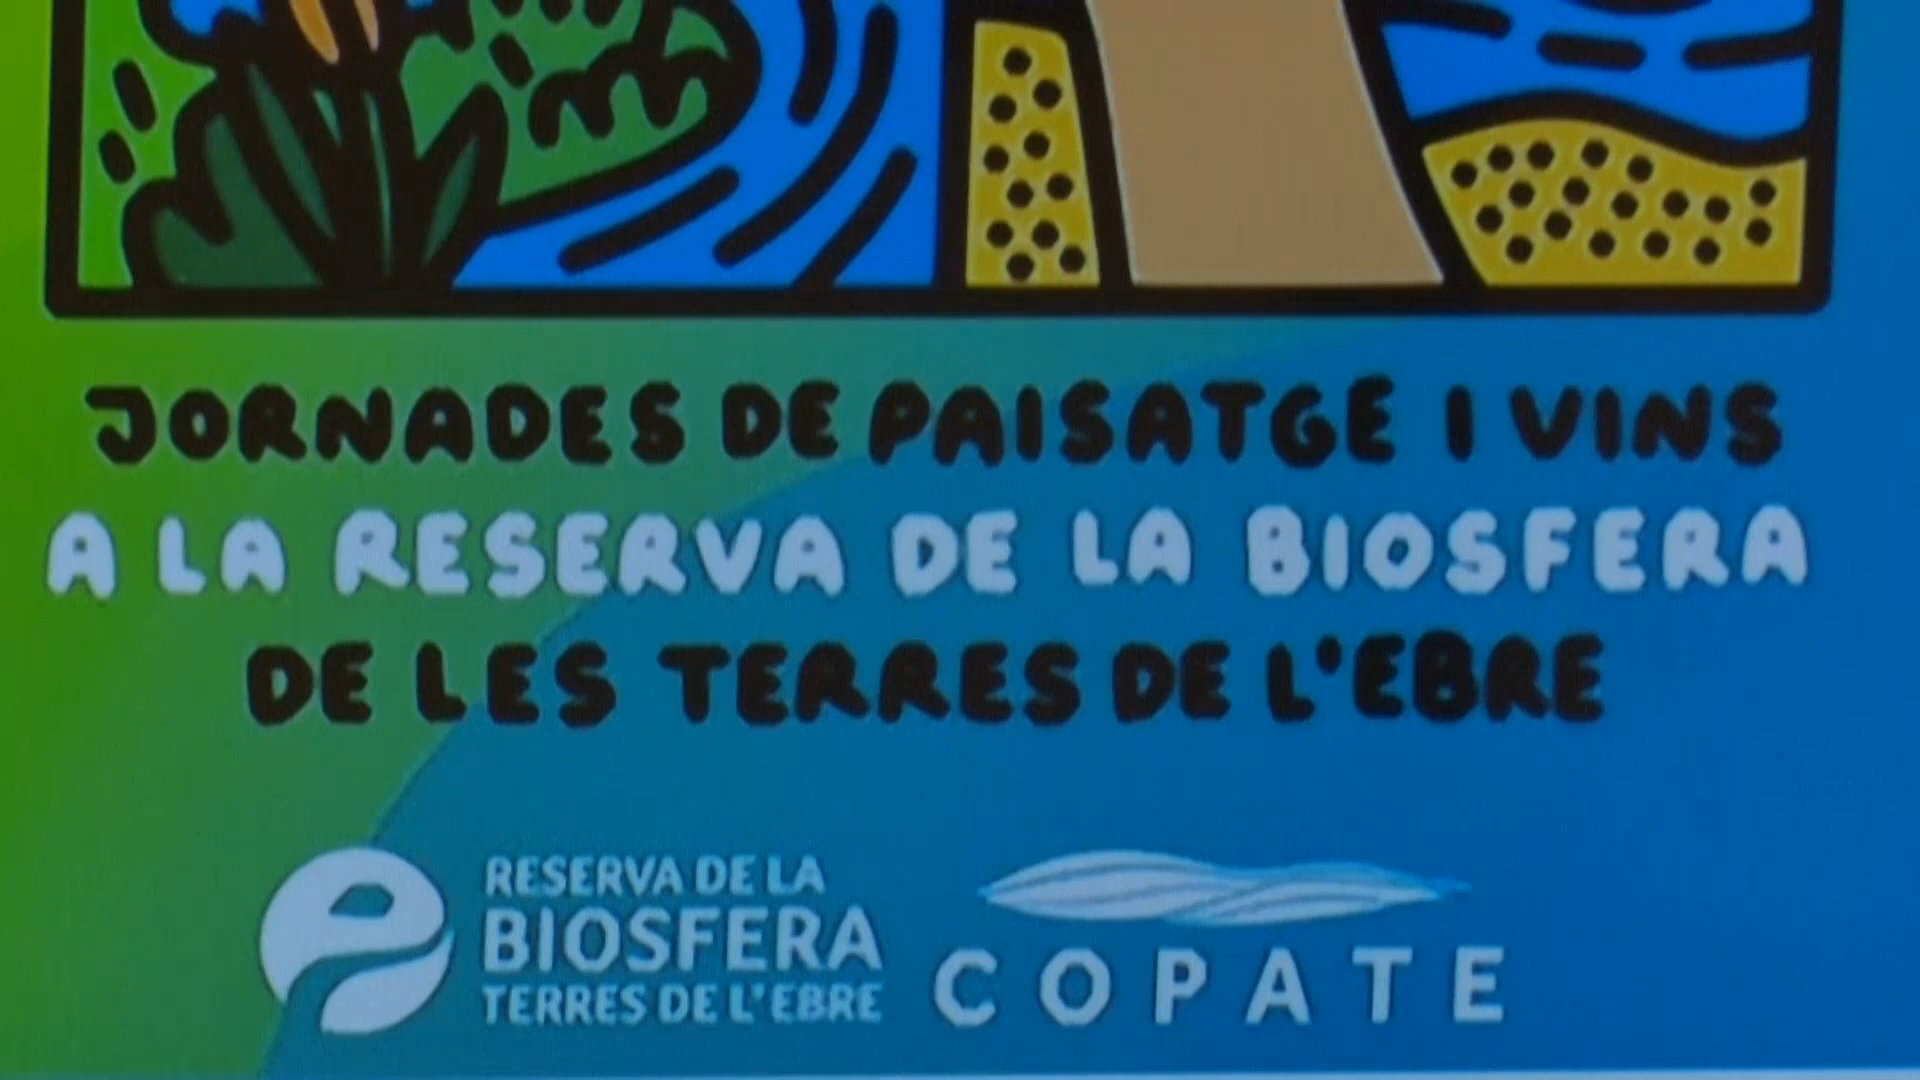 JORNADES DE PAISATGE I VINS
A LA RESERVA DE LA BIOSFERA
DE LES TERRES DE L'EBRE
RESERVA DE LA
BIOSFERA
TERRES DE L'EBRE
COPATE